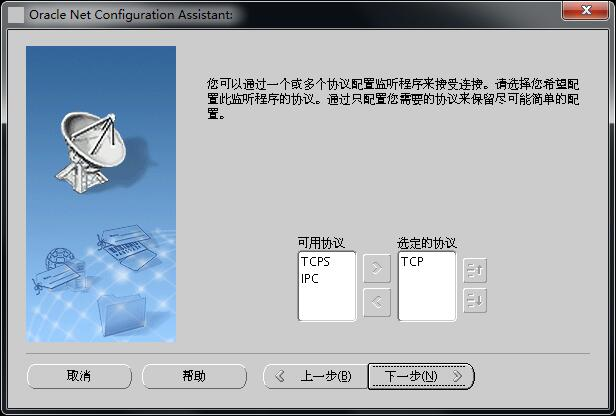 Oracle Net Configuration Assistant:
您可以通过一个或多个协议配置监听程序来接受连接。请选择您希望配
置此监听程序的协议。通过只配置您需要的协议来保留尽可能简单的配
置。
可用协议
选定的协议
TCPS
TCP
IPC
取消
帮助
上一步(B)
下一步(N)